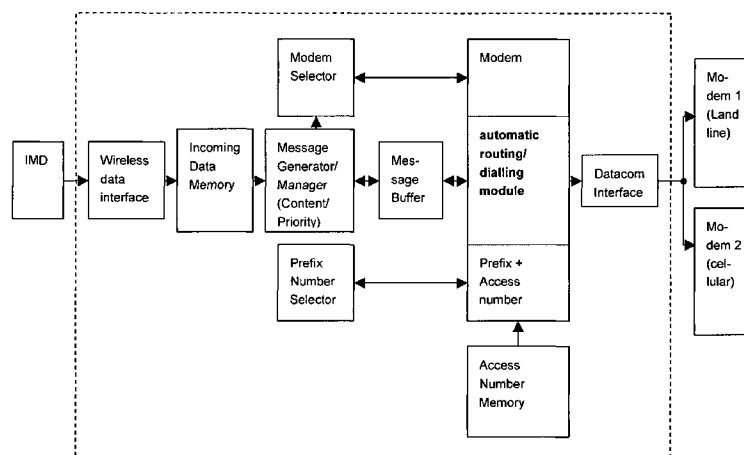 Modem
Selector
Modem
Mo-
dem 1
(Land
line)
IMD
Wireless
data
interface
Incoming
Data
Memory
Message
Generator/
Manager
(Content/
Priority)
Mes-
sage
Buffer
automatic
routing/
dialling
module
Datacom
Interface
Mo-
dem 2
(cel-
lular)
Prefix
Number
Selector
Prefix +
Access
number
Access
Number
Memory